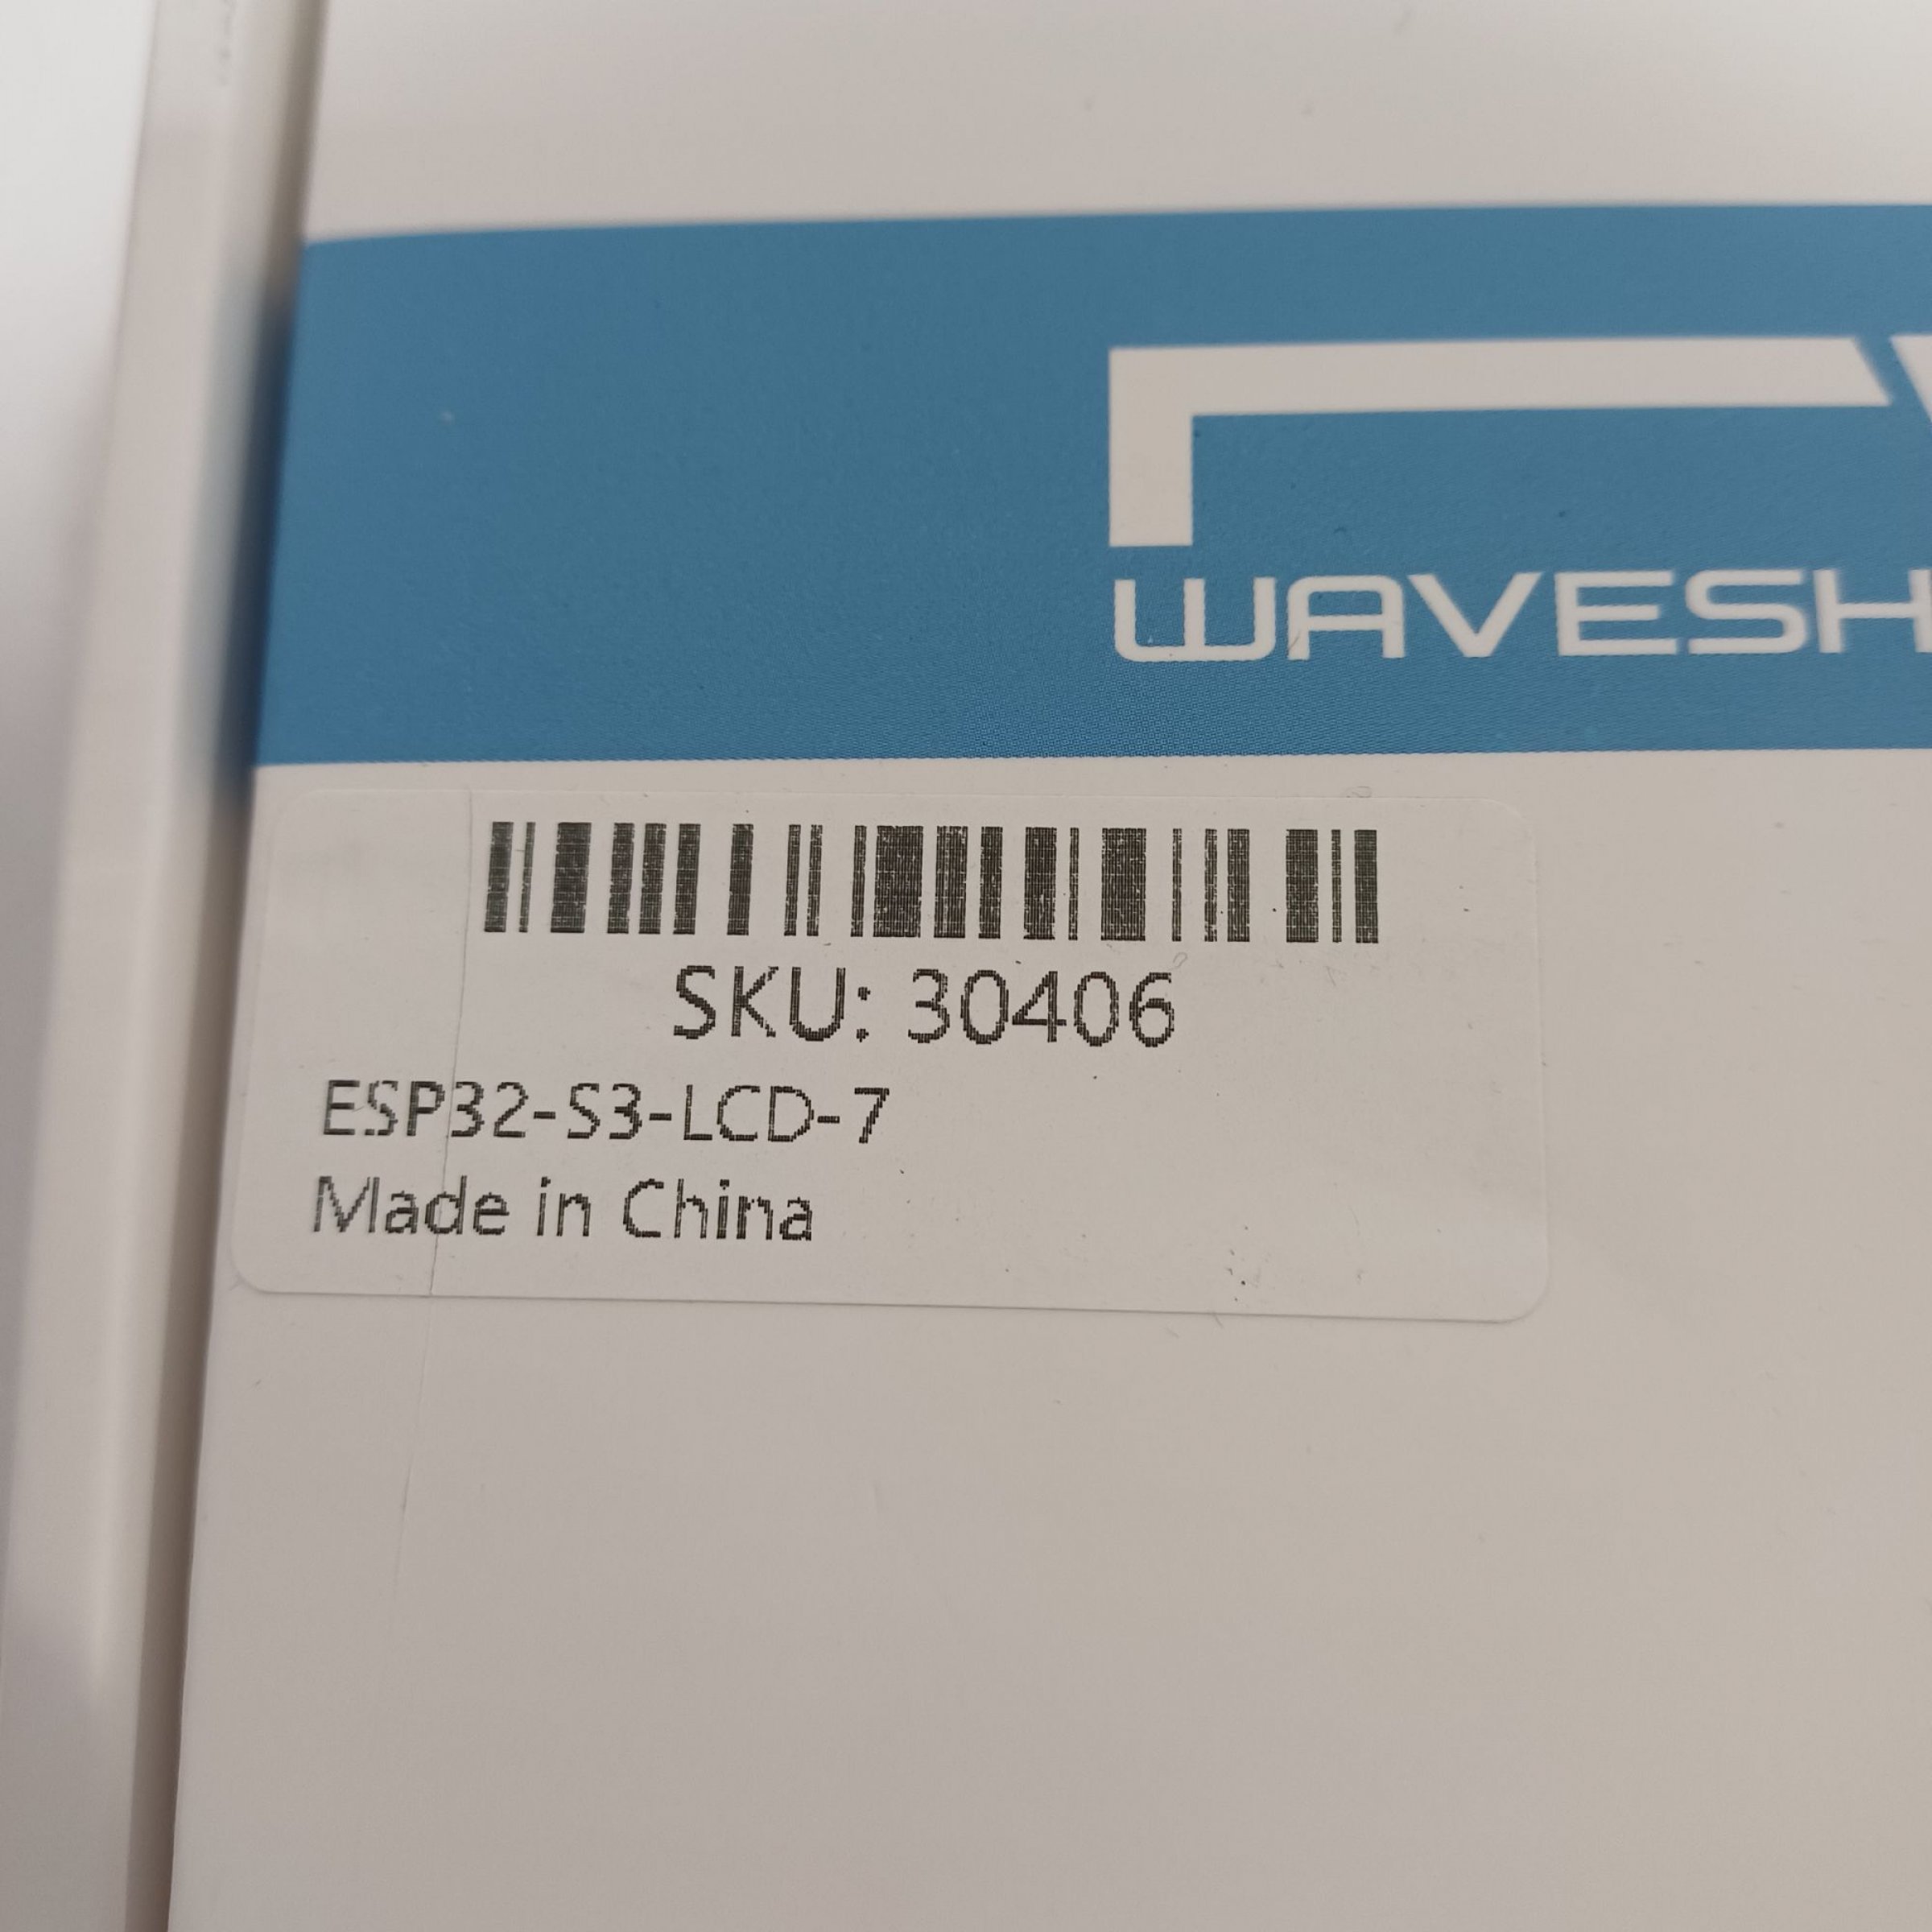 WAVESH
SKU: 30406
ESP32-S3-LCD-7
Made in China